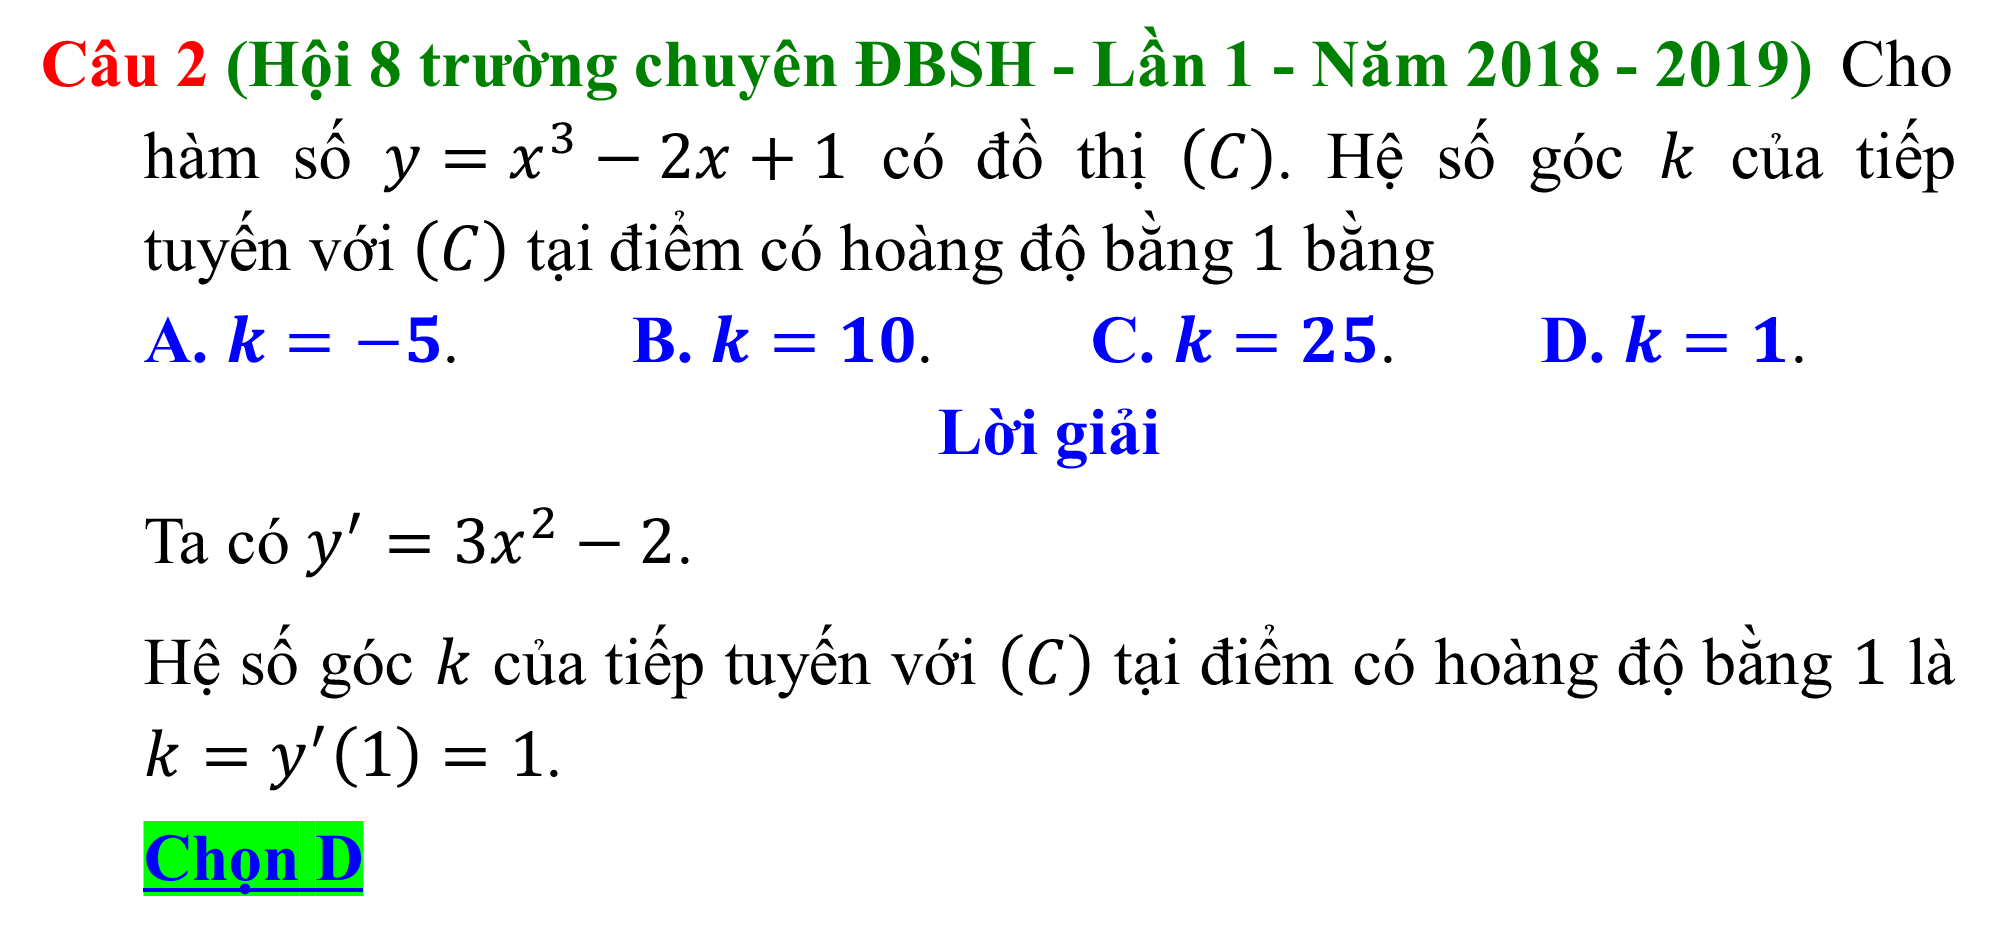 Câu 2 (Hội 8 trường chuyên ĐBSH - Lần 1 - Năm 2018 - 2019) Cho
hàm số y = x³ − 2x + 1 có đồ thị (C). Hệ số góc k của tiếp
tuyến với (C) tại điểm có hoàng độ bằng 1 bằng
A. k = −5. B. k = 10. C. k = 25. D. k = 1.
Lời giải
Ta có y′ = 3x² − 2.
Hệ số góc k của tiếp tuyến với (C) tại điểm có hoàng độ bằng 1 là
k = y′(1) = 1.
Chọn D